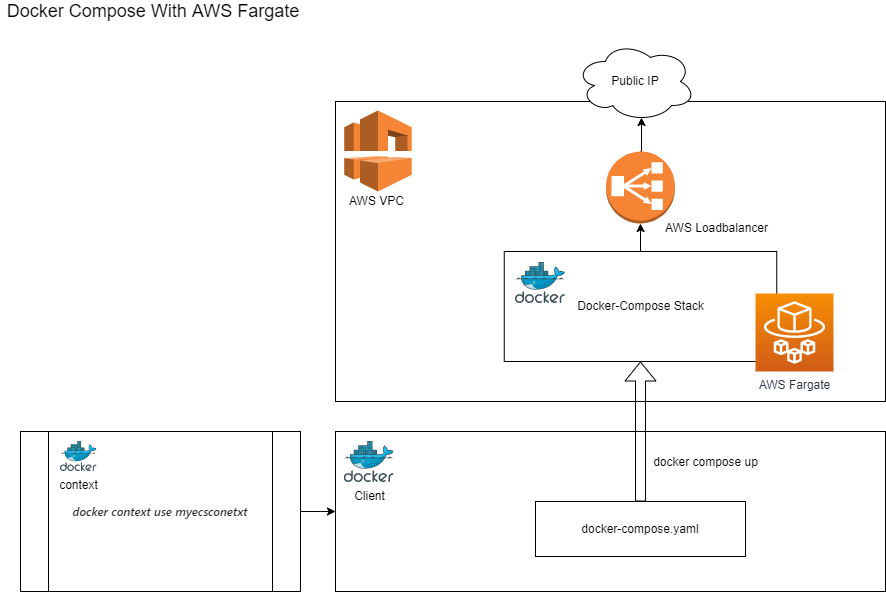 Docker Compose With AWS Fargate
Public IP
AWS VPC
AWS Loadbalancer
docker
Docker-Compose Stack
AWS Fargate
docker
context
docker context use myecsconetxt
docker
Client
docker compose up
docker-compose.yaml